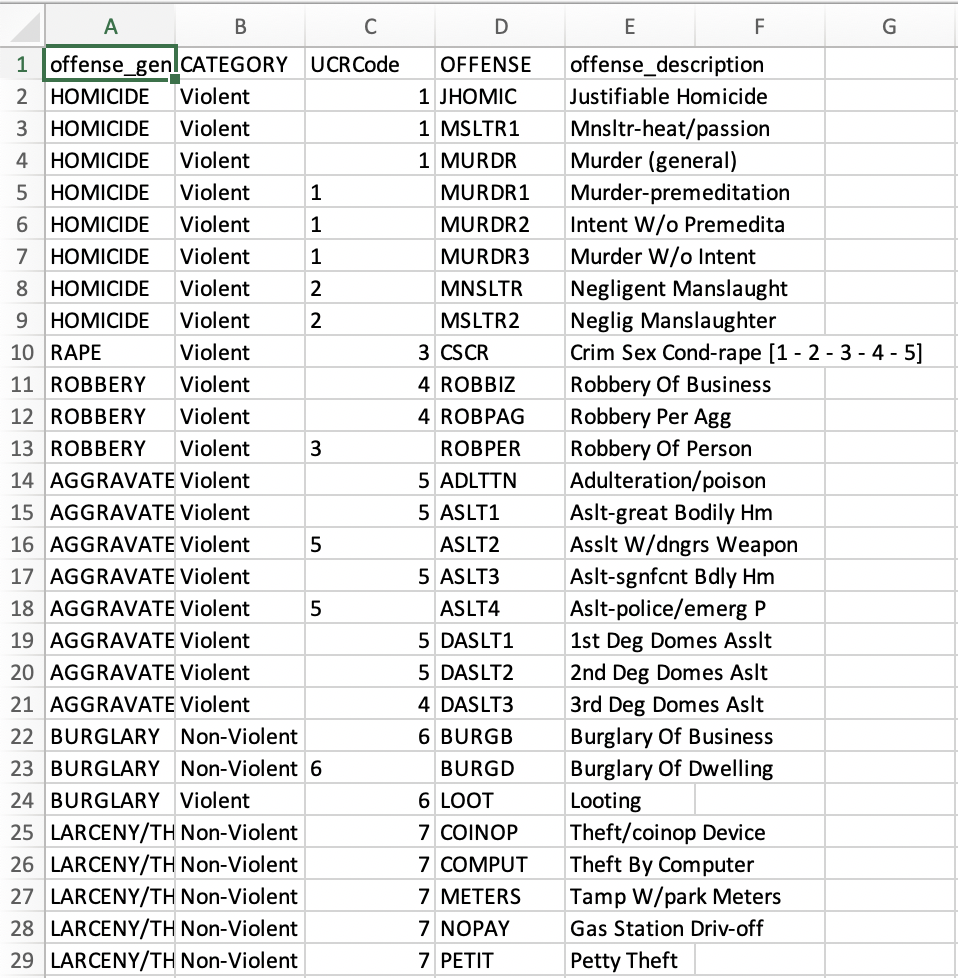 A B C D E F G
1 offense_gen CATEGORY UCRCode OFFENSE offense_description
2 HOMICIDE Violent 1 JHOMIC Justifiable Homicide
3 HOMICIDE Violent 1 MSLTR1 Mnsltr-heat/passion
4 HOMICIDE Violent 1 MURDR Murder (general)
5 HOMICIDE Violent 1 MURDR1 Murder-premeditation
6 HOMICIDE Violent 1 MURDR2 Intent W/o Premedita
7 HOMICIDE Violent 1 MURDR3 Murder W/o Intent
8 HOMICIDE Violent 2 MNSLTR Negligent Manslaught
9 HOMICIDE Violent 2 MSLTR2 Neglig Manslaughter
10 RAPE Violent 3 CSCR Crim Sex Cond-rape [1 - 2 - 3 - 4 - 5]
11 ROBBERY Violent 4 ROBBIZ Robbery Of Business
12 ROBBERY Violent 4 ROBPAG Robbery Per Agg
13 ROBBERY Violent 3 ROBPER Robbery Of Person
14 AGGRAVATE Violent 5 ADLTTN Adulteration/poison
15 AGGRAVATE Violent 5 ASLT1 Aslt-great Bodily Hm
16 AGGRAVATE Violent 5 ASLT2 Asslt W/dngrs Weapon
17 AGGRAVATE Violent 5 ASLT3 Aslt-sgnfcnt Bdly Hm
18 AGGRAVATE Violent 5 ASLT4 Aslt-police/emerg P
19 AGGRAVATE Violent 5 DASLT1 1st Deg Domes Asslt
20 AGGRAVATE Violent 5 DASLT2 2nd Deg Domes Aslt
21 AGGRAVATE Violent 4 DASLT3 3rd Deg Domes Aslt
22 BURGLARY Non-Violent 6 BURGB Burglary Of Business
23 BURGLARY Non-Violent 6 BURGD Burglary Of Dwelling
24 BURGLARY Violent 6 LOOT Looting
25 LARCENY/TH Non-Violent 7 COINOP Theft/coinop Device
26 LARCENY/TH Non-Violent 7 COMPUT Theft By Computer
27 LARCENY/TH Non-Violent 7 METERS Tamp W/park Meters
28 LARCENY/TH Non-Violent 7 NOPAY Gas Station Driv-off
29 LARCENY/TH Non-Violent 7 PETIT Petty Theft